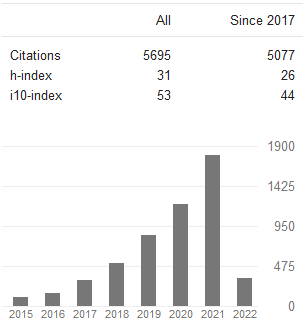 All Since 2017
Citations 5695 5077
h-index 31 26
i10-index 53 44
1900
1425
950
475
0
2015 2016 2017 2018 2019 2020 2021 2022